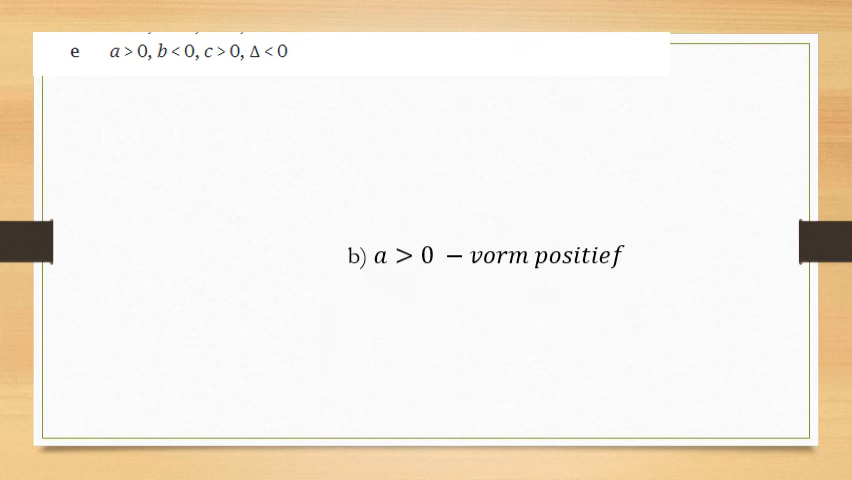 e a > 0, b < 0, c > 0, Δ < 0
b) a > 0 − vorm positief